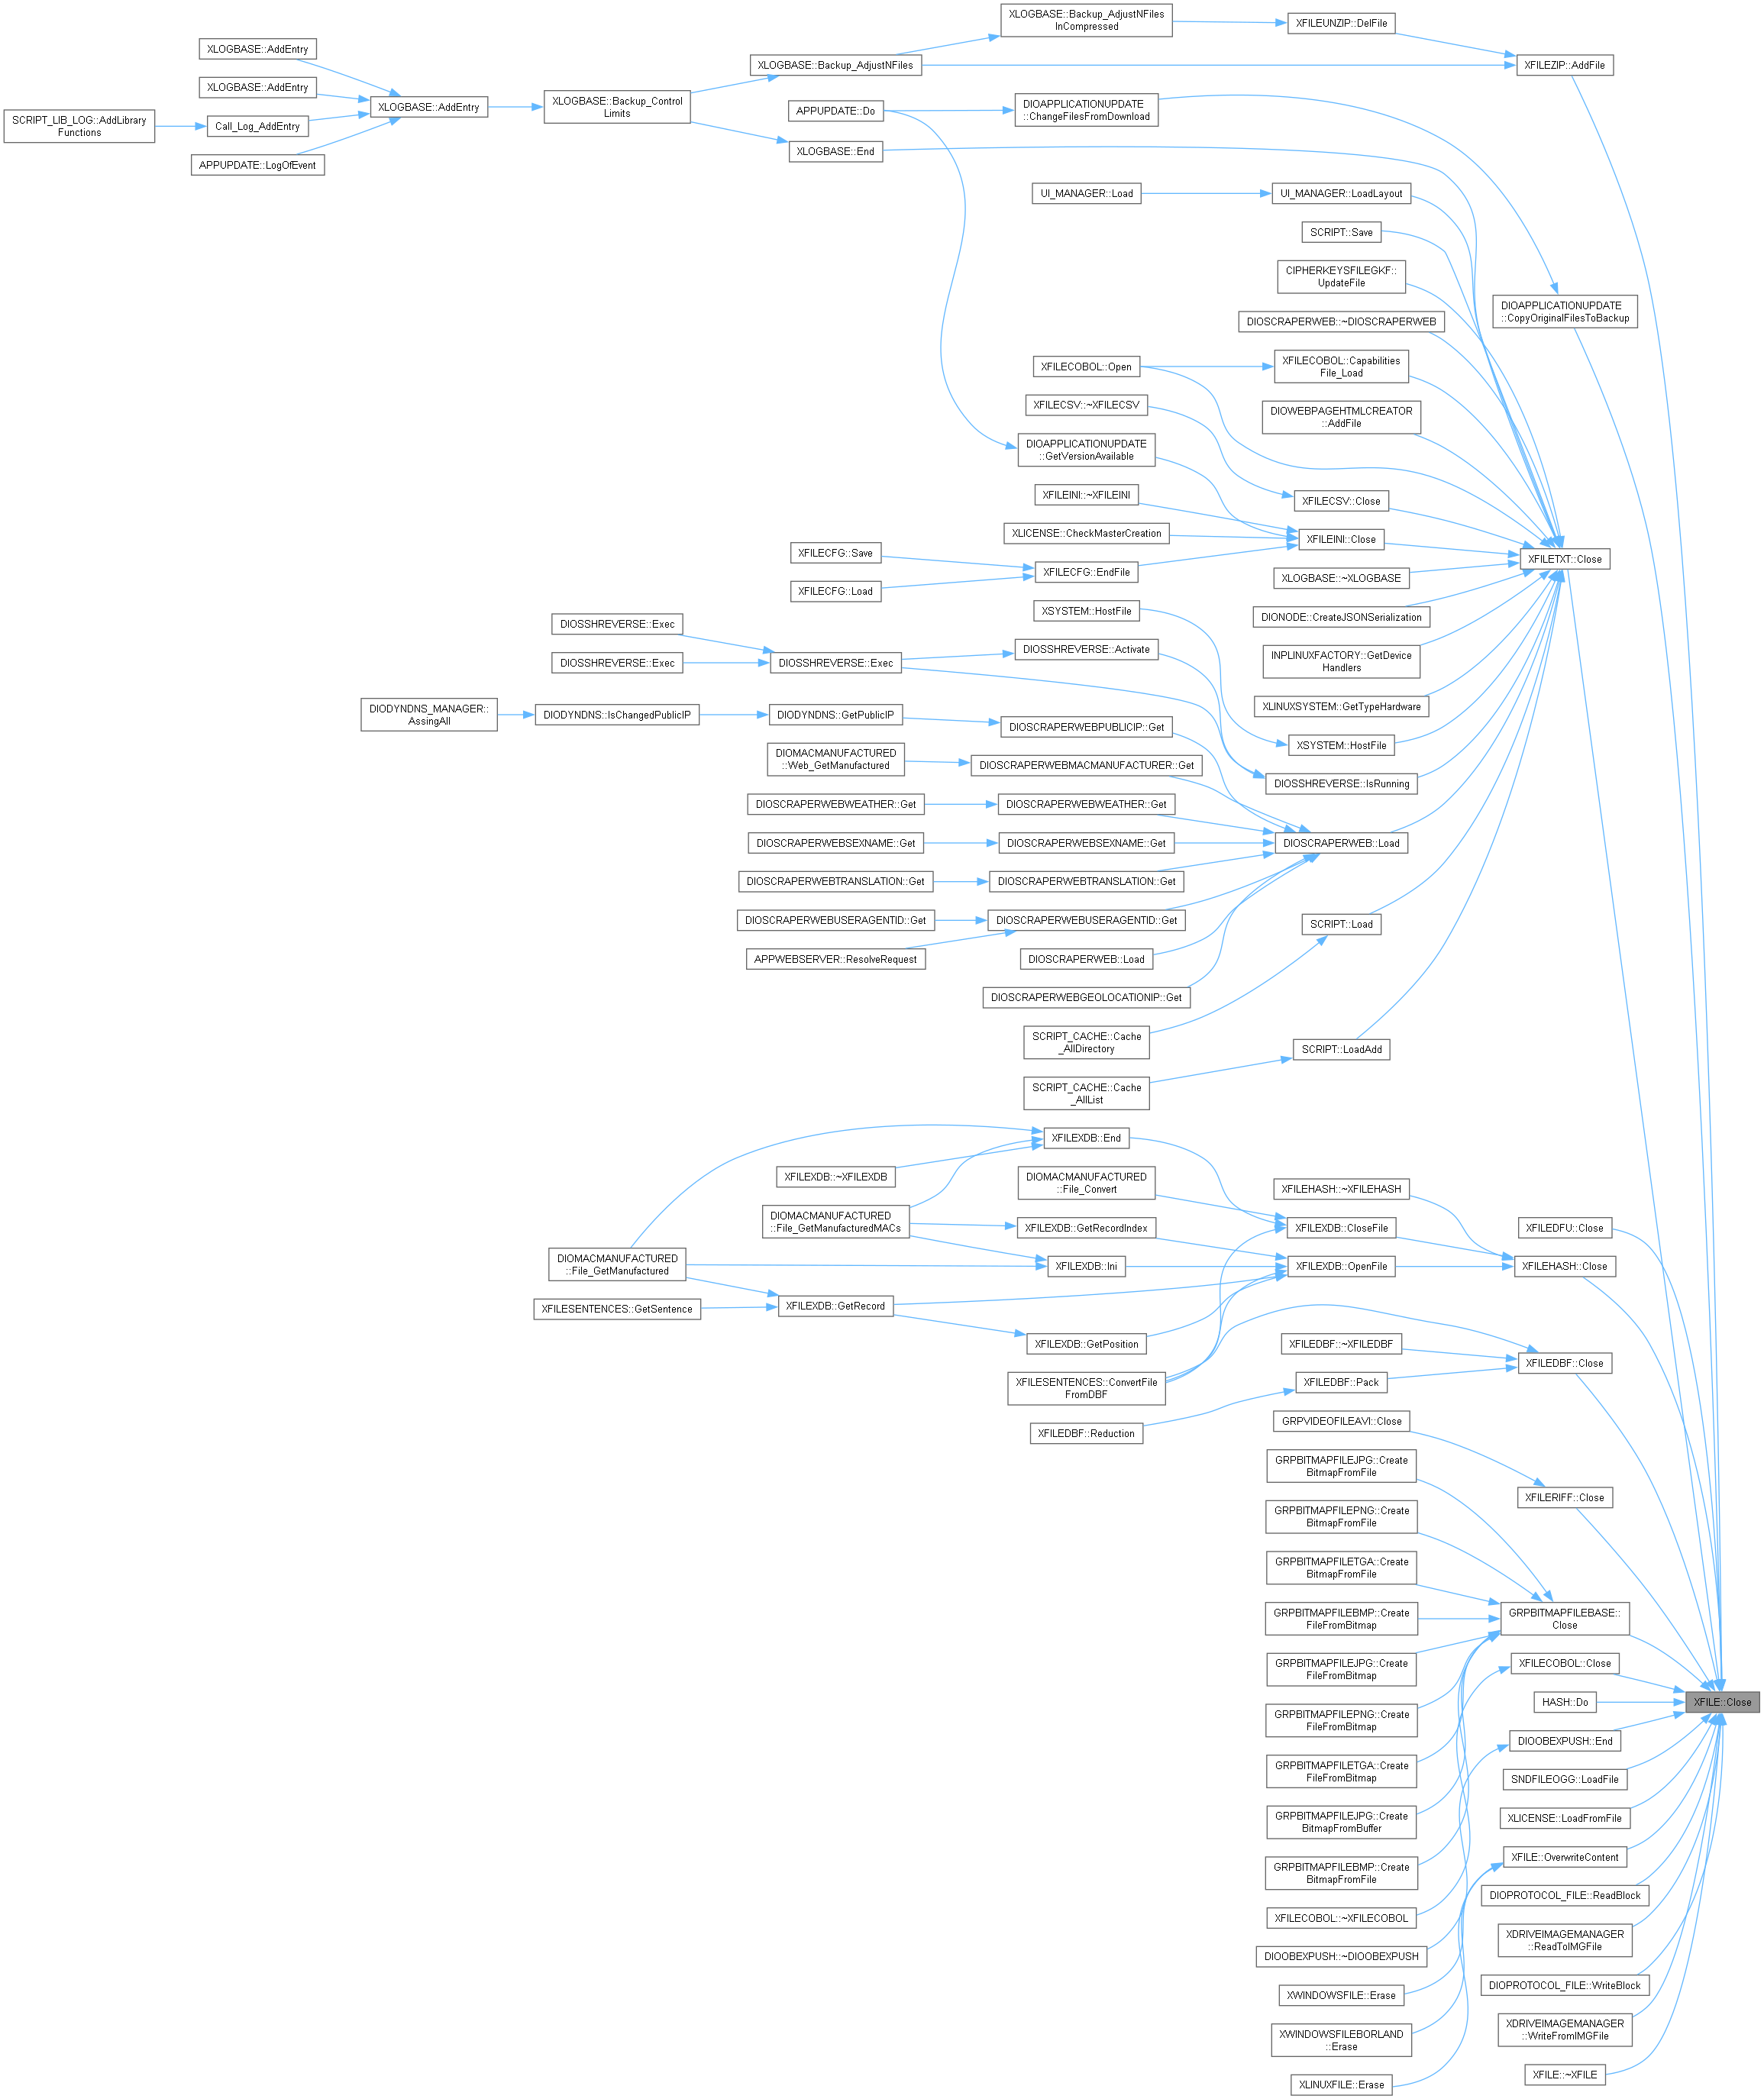 XLOGBASE::Backup_AdjustNFiles
InCompressed
XFILEUNZIP::DelFile
XLOGBASE::AddEntry
XLOGBASE::Backup_AdjustNFiles
XFILEZIP::AddFile
XLOGBASE::AddEntry
XLOGBASE::AddEntry
XLOGBASE::Backup_Control
Limits
APPUPDATE::Do
DIOAPPLICATIONUPDATE
::ChangeFilesFromDownload
SCRIPT_LIB_LOG::AddLibrary
Functions
Call_Log_AddEntry
APPUPDATE::LogOfEvent
XLOGBASE::End
UI_MANAGER::Load
UI_MANAGER::LoadLayout
SCRIPT::Save
CIPHERKEYSFILEGKF::
UpdateFile
DIOAPPLICATIONUPDATE
::CopyOriginalFilesToBackup
DIOSCRAPERWEB::~DIOSCRAPERWEB
XFILECOBOL::Open
XFILECOBOL::Capabilities
File_Load
XFILECSV::~XFILECSV
DIOWEBPAGEHTMLCREATOR
::AddFile
DIOAPPLICATIONUPDATE
::GetVersionAvailable
XFILEINI::~XFILEINI
XFILECSV::Close
XLICENSE::CheckMasterCreation
XFILEINI::Close
XFILECFG::Save
XFILECFG::EndFile
XFILETXT::Close
XFILECFG::Load
XLOGBASE::~XLOGBASE
XSYSTEM::HostFile
DIONODE::CreateJSONSerialization
DIOSSHREVERSE::Exec
DIOSSHREVERSE::Exec
DIOSSHREVERSE::Exec
DIOSSHREVERSE::Activate
INPLINUXFACTORY::GetDevice
Handlers
DIODYNDNS_MANAGER::
AssingAll
DIODYNDNS::IsChangedPublicIP
DIODYNDNS::GetPublicIP
DIOSCRAPERWEBPUBLICIP::Get
XLINUXSYSTEM::GetTypeHardware
XSYSTEM::HostFile
DIOMACMANUFACTURED
::Web_GetManufactured
DIOSCRAPERWEBMACMANUFACTURER::Get
DIOSSHREVERSE::IsRunning
DIOSCRAPERWEBWEATHER::Get
DIOSCRAPERWEBWEATHER::Get
DIOSCRAPERWEBSEXNAME::Get
DIOSCRAPERWEBSEXNAME::Get
DIOSCRAPERWEB::Load
DIOSCRAPERWEBTRANSLATION::Get
DIOSCRAPERWEBTRANSLATION::Get
DIOSCRAPERWEBUSERAGENTID::Get
DIOSCRAPERWEBUSERAGENTID::Get
SCRIPT::Load
APPWEBSERVER::ResolveRequest
DIOSCRAPERWEB::Load
DIOSCRAPERWEBGEOLOCATIONIP::Get
SCRIPT_CACHE::Cache
_AllDirectory
SCRIPT::LoadAdd
SCRIPT_CACHE::Cache
_AllList
XFILEXDB::End
XFILEXDB::~XFILEXDB
DIOMACMANUFACTURED
::File_Convert
XFILEHASH::~XFILEHASH
DIOMACMANUFACTURED
::File_GetManufacturedMACs
XFILEXDB::GetRecordIndex
XFILEXDB::CloseFile
XFILEDFU::Close
DIOMACMANUFACTURED
::File_GetManufactured
XFILEXDB::Ini
XFILEXDB::OpenFile
XFILEHASH::Close
XFILESENTENCES::GetSentence
XFILEXDB::GetRecord
XFILEXDB::GetPosition
XFILEDBF::~XFILEDBF
XFILEDBF::Close
XFILESENTENCES::ConvertFile
FromDBF
XFILEDBF::Pack
XFILEDBF::Reduction
GRPVIDEOFILEAVI::Close
GRPBITMAPFILEJPG::Create
BitmapFromFile
XFILERIFF::Close
GRPBITMAPFILEPNG::Create
BitmapFromFile
GRPBITMAPFILETGA::Create
BitmapFromFile
GRPBITMAPFILEBMP::Create
FileFromBitmap
GRPBITMAPFILEBASE::
Close
GRPBITMAPFILEJPG::Create
FileFromBitmap
XFILECOBOL::Close
GRPBITMAPFILEPNG::Create
FileFromBitmap
HASH::Do
XFILE::Close
DIOOBEXPUSH::End
GRPBITMAPFILETGA::Create
FileFromBitmap
SNDFILEOGG::LoadFile
GRPBITMAPFILEJPG::Create
BitmapFromBuffer
XLICENSE::LoadFromFile
GRPBITMAPFILEBMP::Create
BitmapFromFile
XFILE::OverwriteContent
DIOPROTOCOL_FILE::ReadBlock
XFILECOBOL::~XFILECOBOL
XDRIVEIMAGEMANAGER
::ReadToIMGFile
DIOOBEXPUSH::~DIOOBEXPUSH
DIOPROTOCOL_FILE::WriteBlock
XWINDOWSFILE::Erase
XDRIVEIMAGEMANAGER
::WriteFromIMGFile
XWINDOWSFILEBORLAND
::Erase
XFILE::~XFILE
XLINUXFILE::Erase